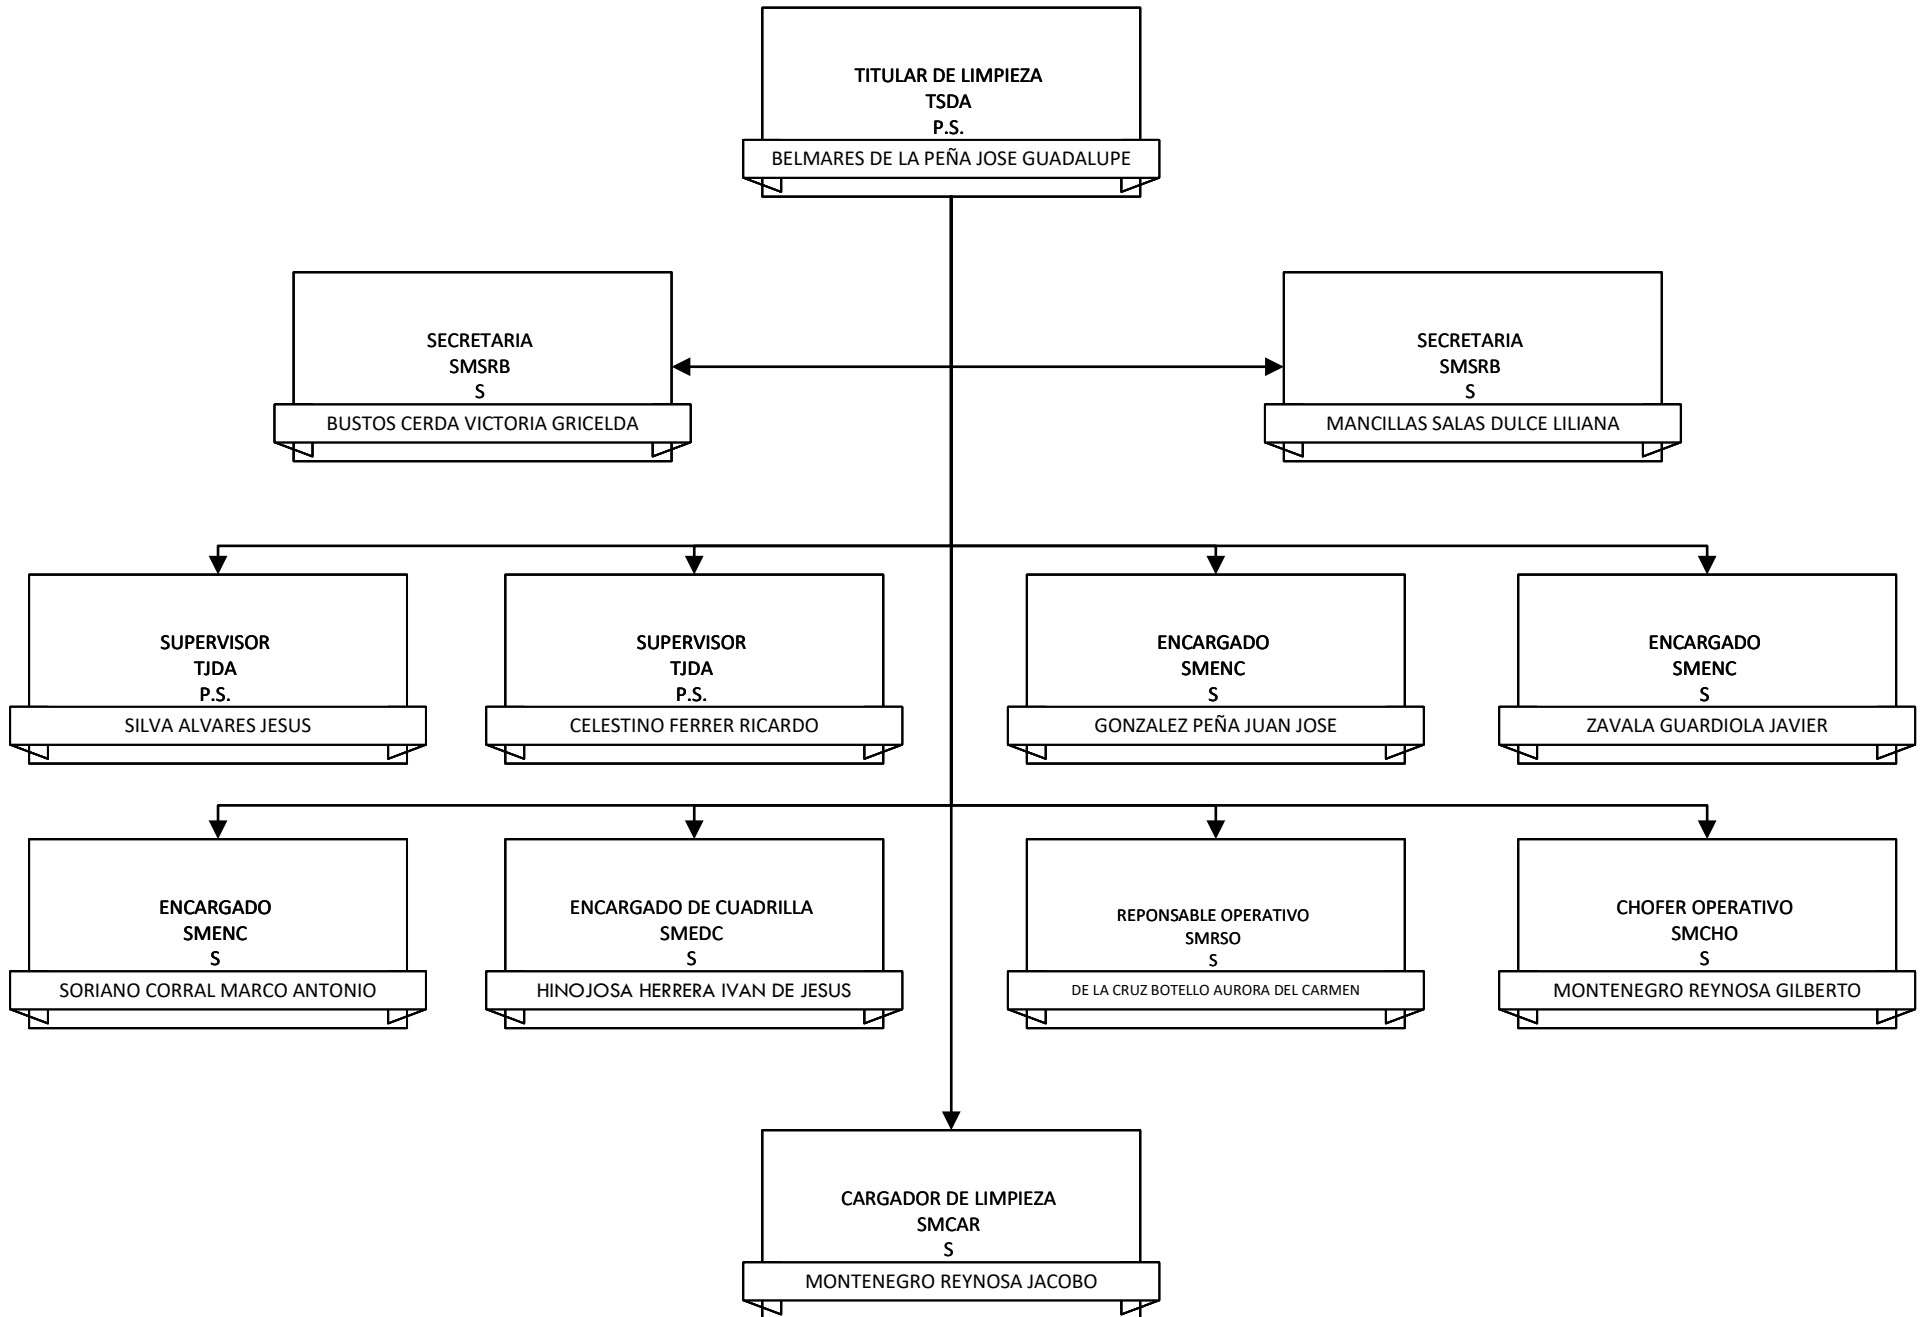 TITULAR DE LIMPIEZA
TSDA
P.S.
BELMARES DE LA PEÑA JOSE GUADALUPE
SECRETARIA
SMSRB
S
BUSTOS CERDA VICTORIA GRICELDA
SECRETARIA
SMSRB
S
MANCILLAS SALAS DULCE LILIANA
SUPERVISOR
TJDA
P.S.
SILVA ALVARES JESUS
SUPERVISOR
TJDA
P.S.
CELESTINO FERRER RICARDO
ENCARGADO
SMENC
S
GONZALEZ PEÑA JUAN JOSE
ENCARGADO
SMENC
S
ZAVALA GUARDIOLA JAVIER
ENCARGADO
SMENC
S
SORIANO CORRAL MARCO ANTONIO
ENCARGADO DE CUADRILLA
SMEDC
S
HINOJOSA HERRERA IVAN DE JESUS
REPONSABLE OPERATIVO
SMRSO
S
DE LA CRUZ BOTELLO AURORA DEL CARMEN
CHOFER OPERATIVO
SMCHO
S
MONTENEGRO REYNOSA GILBERTO
CARGADOR DE LIMPIEZA
SMCAR
S
MONTENEGRO REYNOSA JACOBO